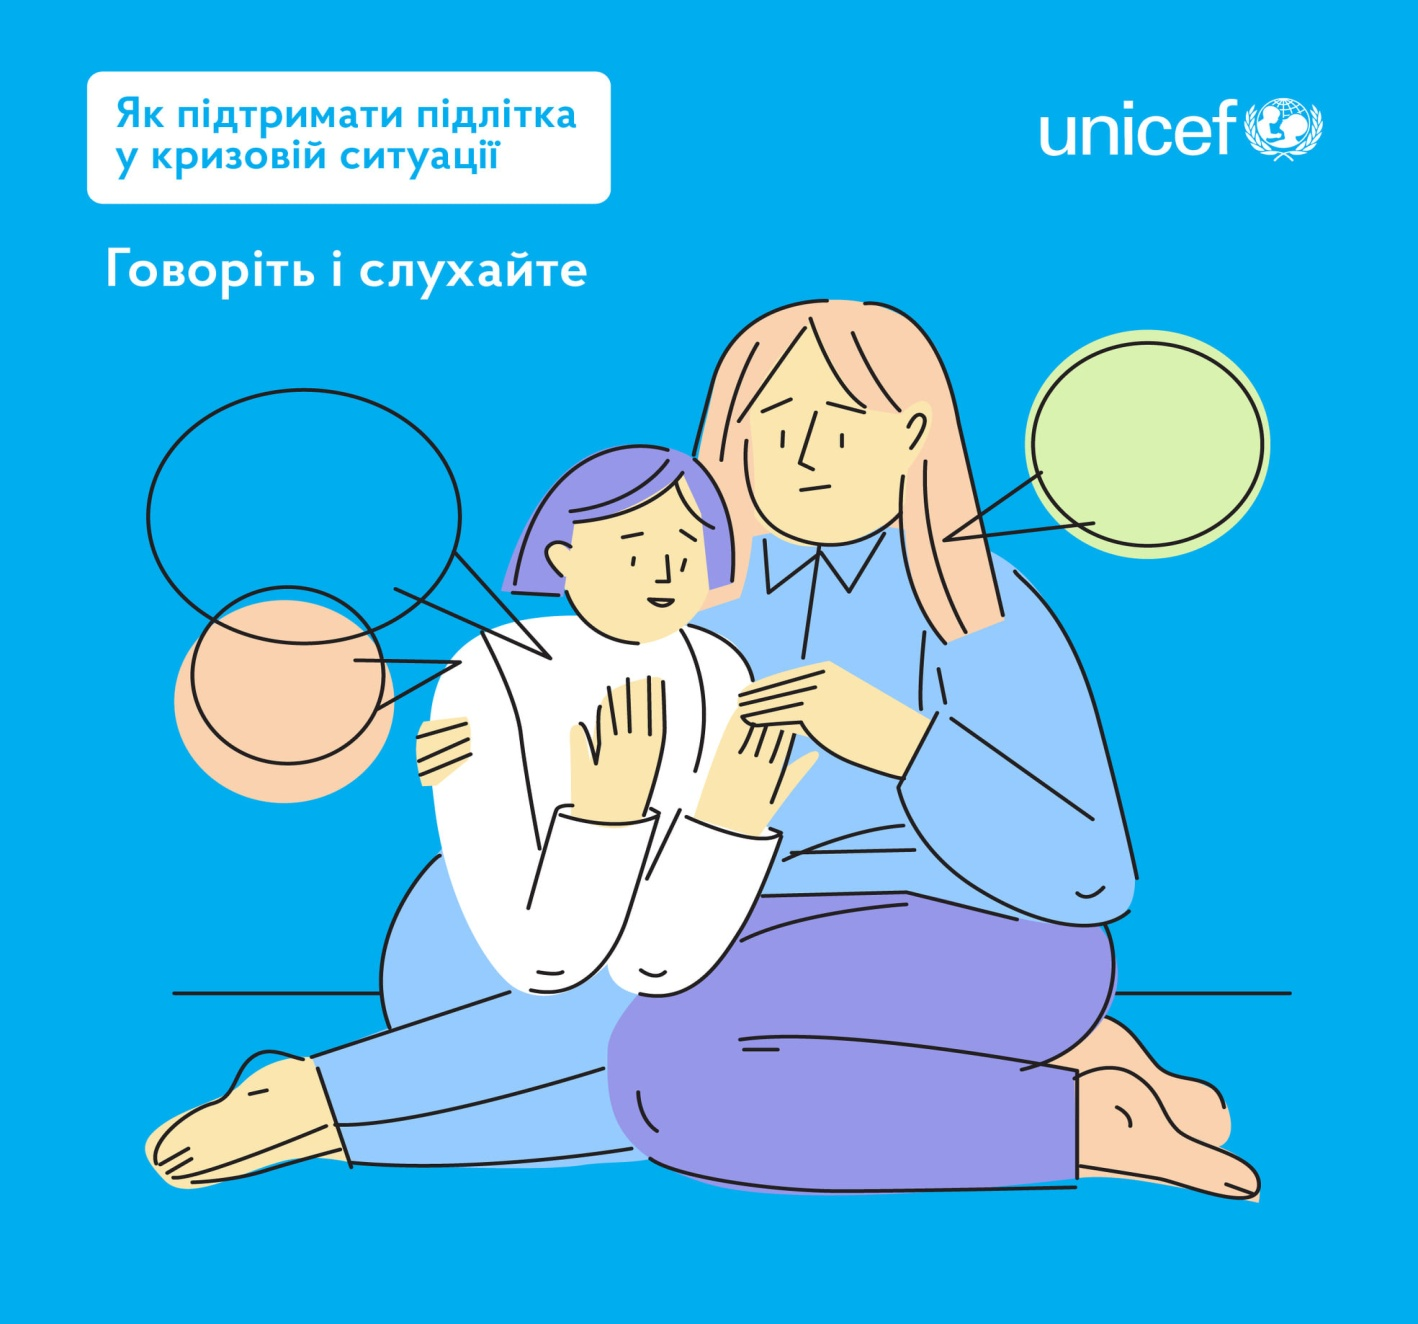 Як підтримати підлітка
у кризовій ситуації
unicef
Говоріть і слухайте